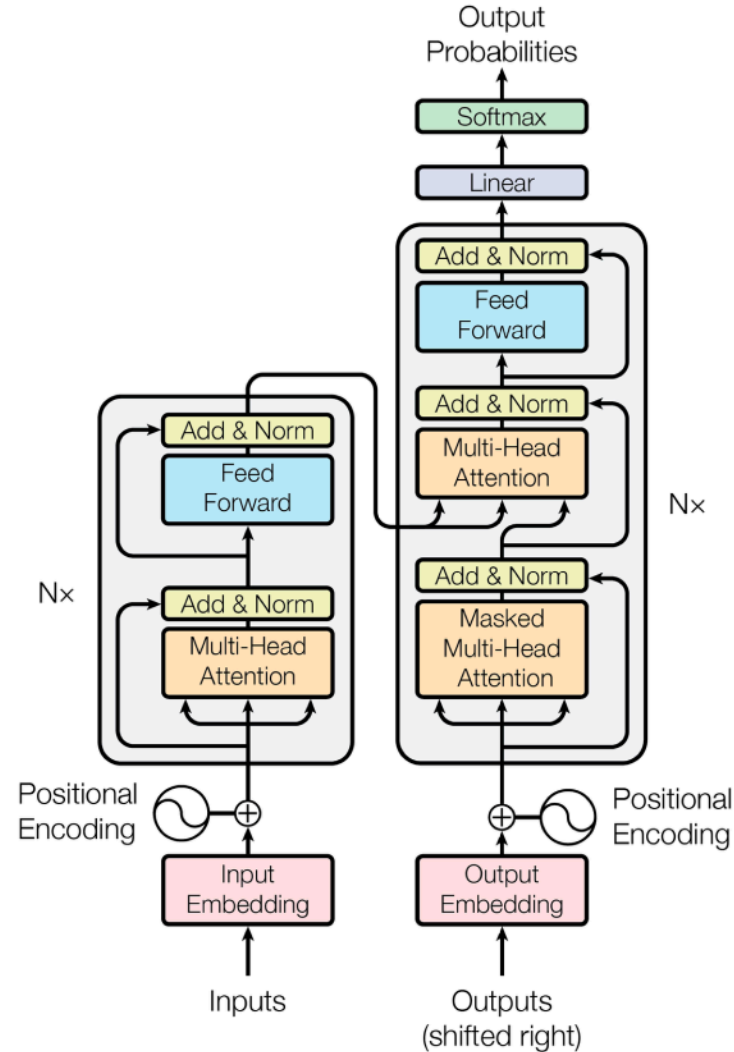 Output
Probabilities
Softmax
Linear
Add & Norm
Feed
Forward
Add & Norm
Multi-Head
Attention
Nx
Add & Norm
Masked
Multi-Head
Attention
Add & Norm
Feed
Forward
Nx
Add & Norm
Multi-Head
Attention
Positional
Encoding
Positional
Encoding
Input
Embedding
Output
Embedding
Inputs
Outputs
(shifted right)